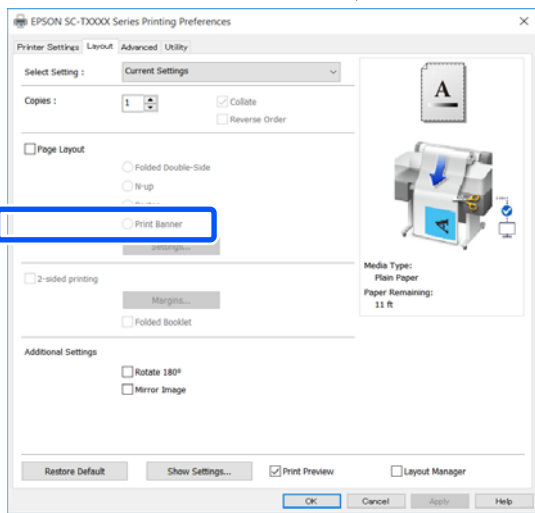 EPSON SC-TXXXX Series Printing Preferences
Printer Settings Layout Advanced Utility
Select Setting : Current Settings
Copies : 1 Collate
Reverse Order
A
Page Layout
Folded Double-Side
N-up
Print Banner
Settings...
2-sided printing
Margins...
Folded Booklet
Media Type:
Plain Paper
Paper Remaining:
11 ft
Additional Settings
Rotate 180º
Mirror Image
Restore Default Show Settings... Print Preview Layout Manager
OK Cancel Apply Help